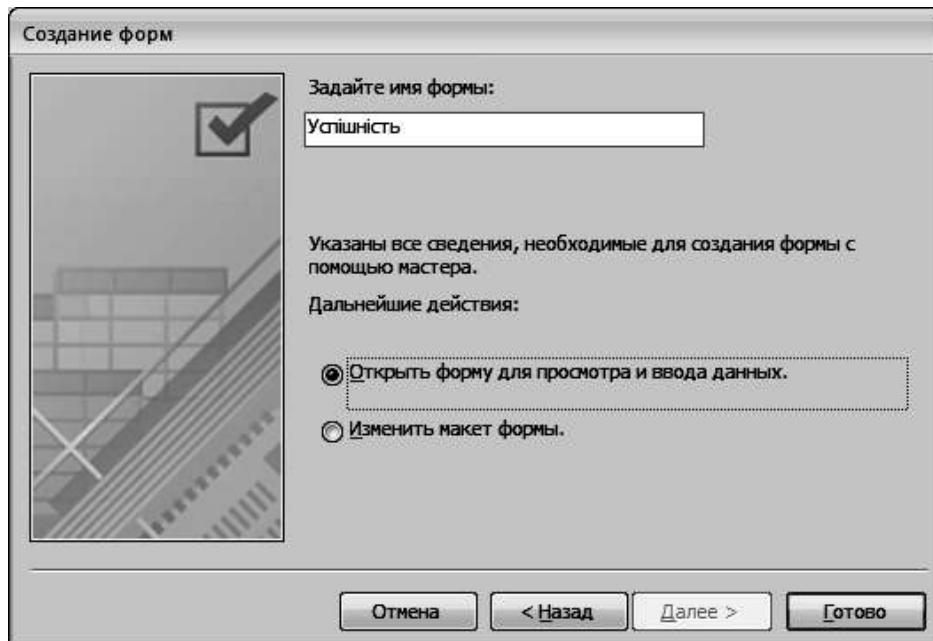 Создание форм
Задайте имя формы:
Успішність
Указаны все сведения, необходимые для создания формы с
помощью мастера.
Дальнейшие действия:
Открыть форму для просмотра и ввода данных.
Изменить макет формы.
Отмена < Назад Далее > Готово